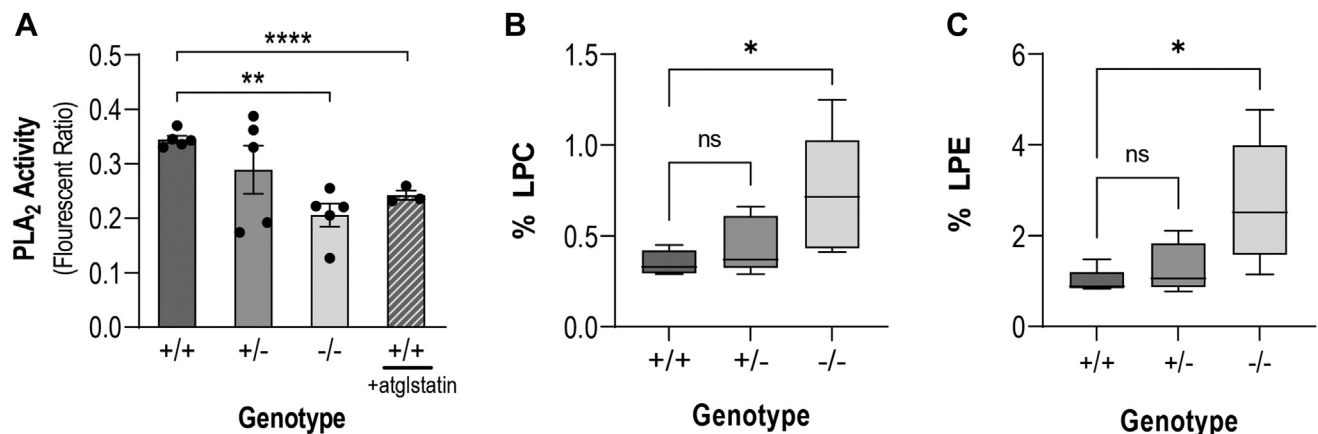 A
PLA2 Activity
(Flourescent Ratio)
0.5
0.4
0.3
0.2
0.1
0.0
****
**
+/+
+/-
-/-
+/+
+atglstatin
Genotype
B
% LPC
1.5
1.0
0.5
0.0
*
ns
+/+
+/-
-/-
Genotype
C
% LPE
6
4
2
0
*
ns
+/+
+/-
-/-
Genotype